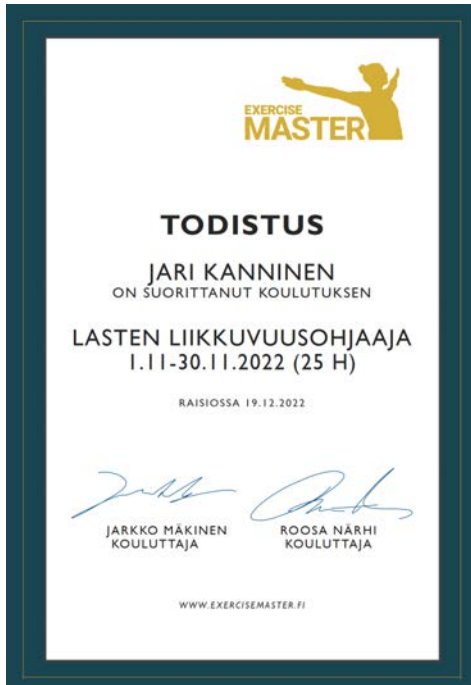 EXERCISE
MASTER
TODISTUS
JARI KANNINEN
ON SUORITTANUT KOULUTUKSEN
LASTEN LIIKKUVUUSOHJAAJA
1.11-30.11.2022 (25 H)
RAISIOSSA 19.12.2022
JARKKO MÄKINEN
KOULUTTAJA
ROOSA NÄRHI
KOULUTTAJA
WWW.EXERCISEMASTER.FI